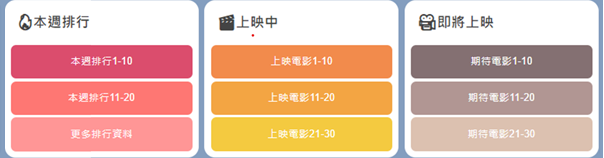 本週排行
本週排行1-10
本週排行11-20
更多排行資料
上映中
上映電影1-10
上映電影11-20
上映電影21-30
即將上映
期待電影1-10
期待電影11-20
期待電影21-30